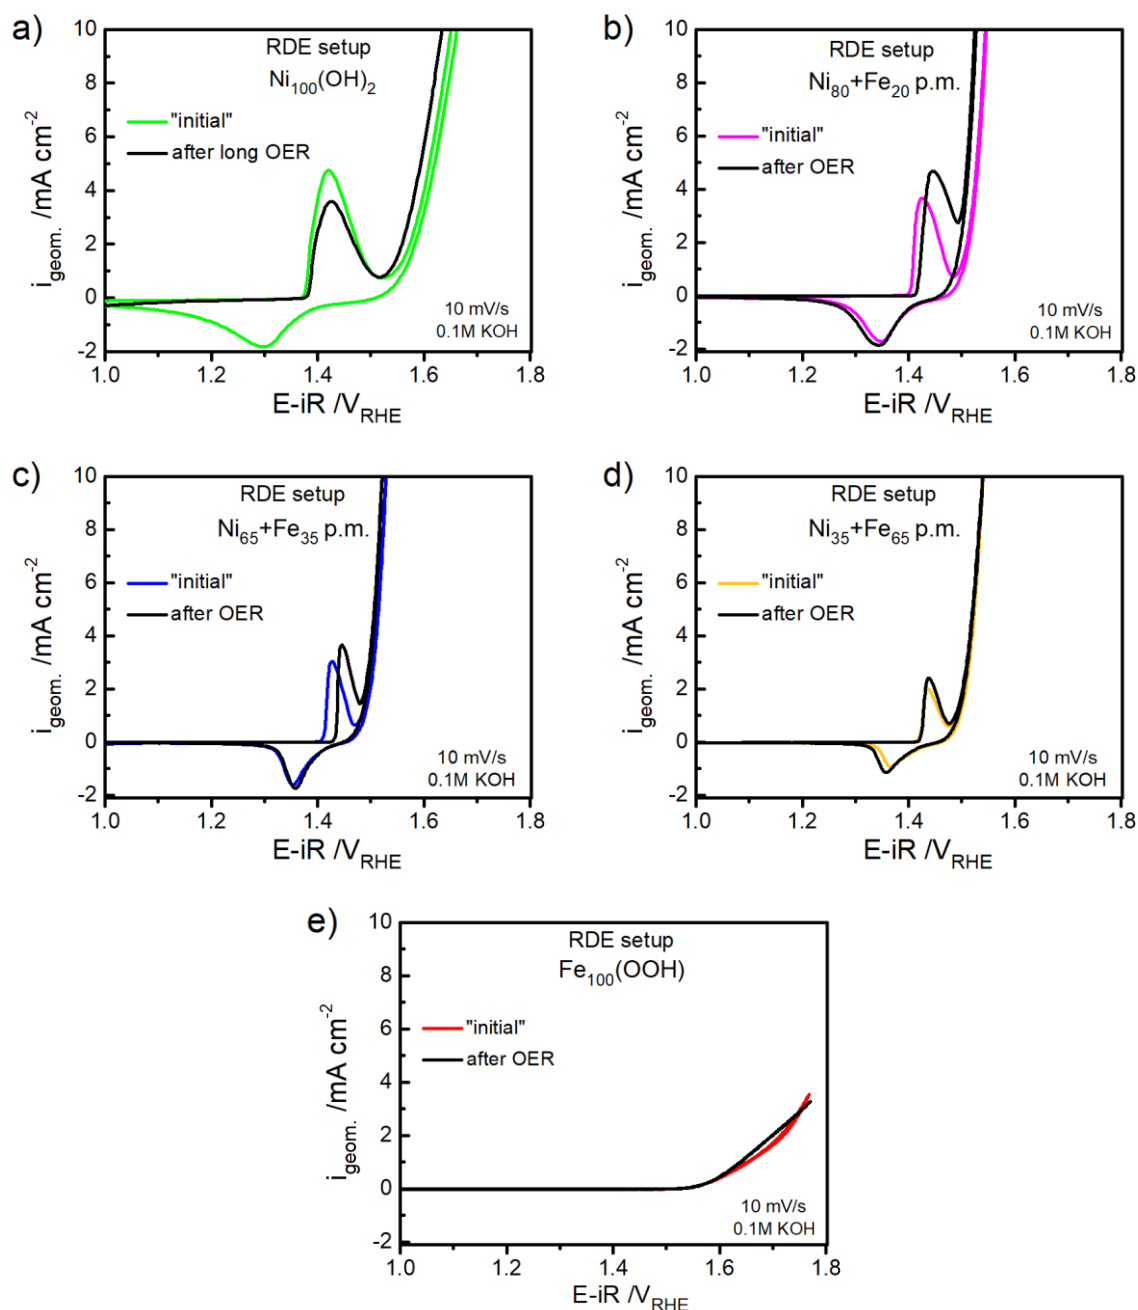 a)
RDE setup
Ni100(OH)2
"initial"
after long OER
10 mV/s
0.1M KOH
igeom. /mA cm-2
10
8
6
4
2
0
-2
1.0 1.2 1.4 1.6 1.8
E-iR /VRHE
b)
RDE setup
Ni80+Fe20 p.m.
"initial"
after OER
10 mV/s
0.1M KOH
igeom. /mA cm-2
10
8
6
4
2
0
-2
1.0 1.2 1.4 1.6 1.8
E-iR /VRHE
c)
RDE setup
Ni65+Fe35 p.m.
"initial"
after OER
10 mV/s
0.1M KOH
igeom. /mA cm-2
10
8
6
4
2
0
-2
1.0 1.2 1.4 1.6 1.8
E-iR /VRHE
d)
RDE setup
Ni35+Fe65 p.m.
"initial"
after OER
10 mV/s
0.1M KOH
igeom. /mA cm-2
10
8
6
4
2
0
-2
1.0 1.2 1.4 1.6 1.8
E-iR /VRHE
e)
RDE setup
Fe100(OOH)
"initial"
after OER
10 mV/s
0.1M KOH
igeom. /mA cm-2
10
8
6
4
2
0
-2
1.0 1.2 1.4 1.6 1.8
E-iR /VRHE